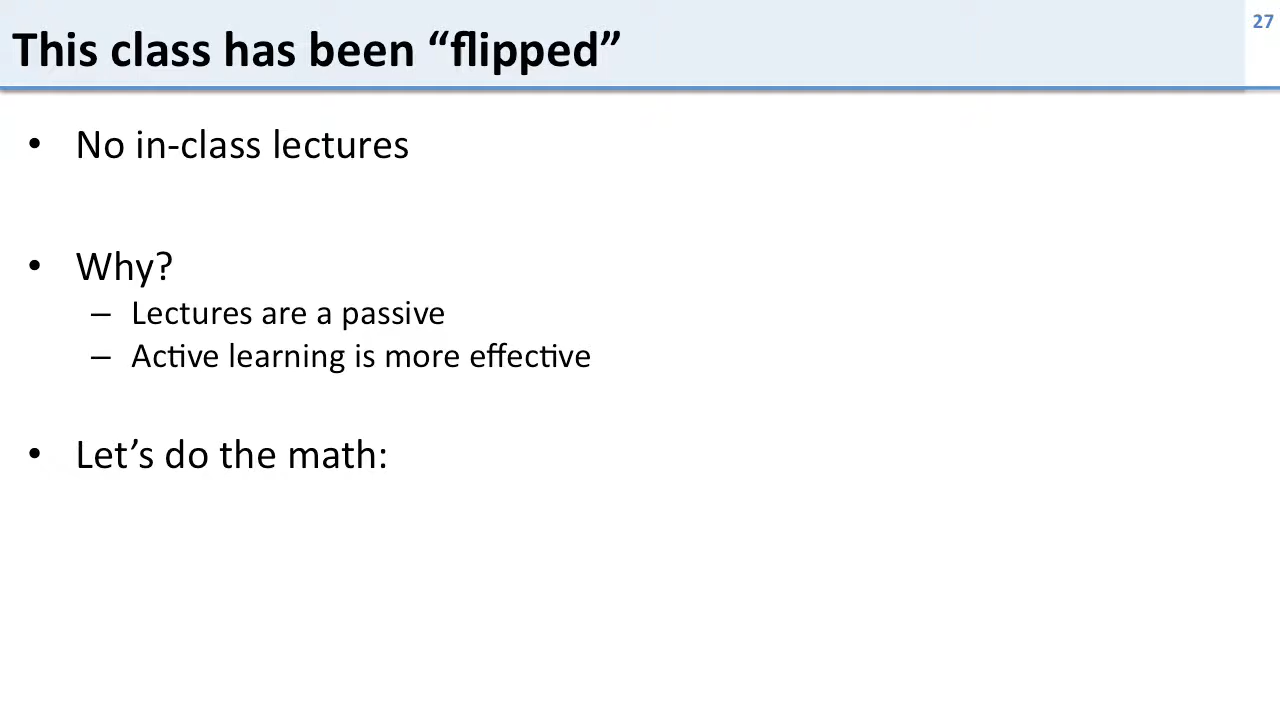 This class has been “flipped”
27
• No in-class lectures
• Why?
– Lectures are a passive
– Active learning is more effective
• Let’s do the math: